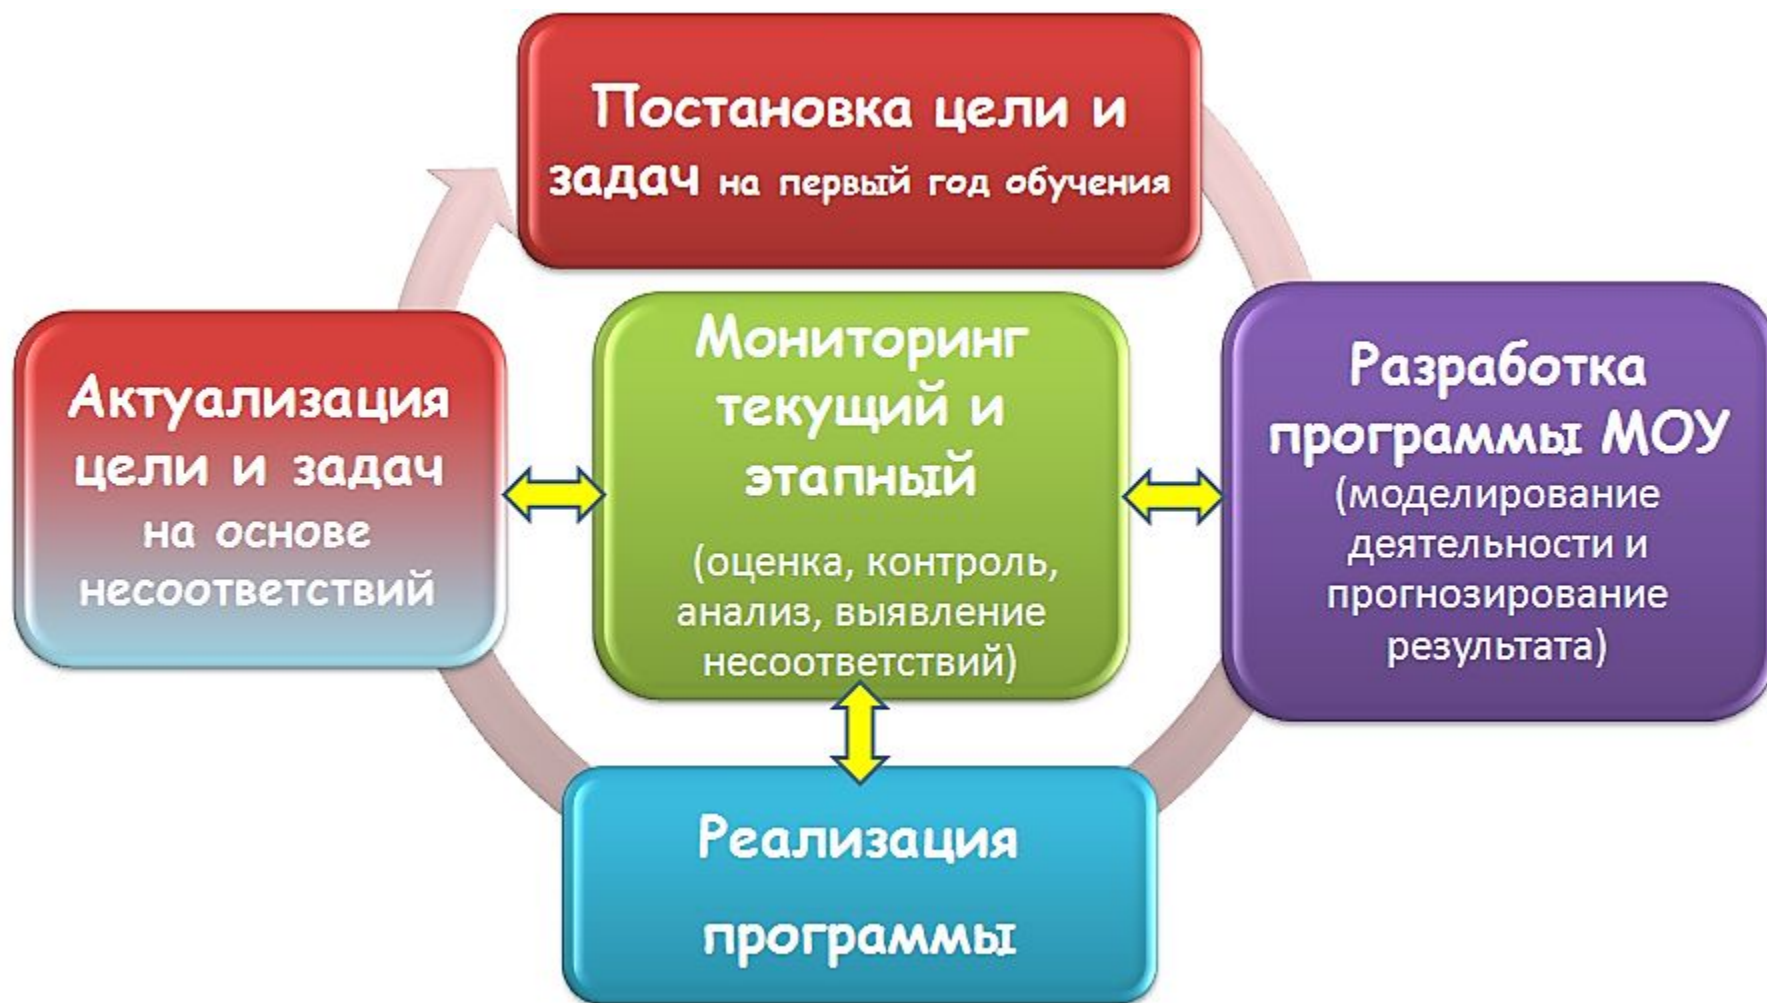 Постановка цели и
задач на первый год обучения
Актуализация
цели и задач
на основе
несоответствий
Мониторинг
текущий и
этапный
(оценка, контроль,
анализ, выявление
несоответствий)
Разработка
программы МОУ
(моделирование
деятельности и
прогнозирование
результата)
Реализация
программы